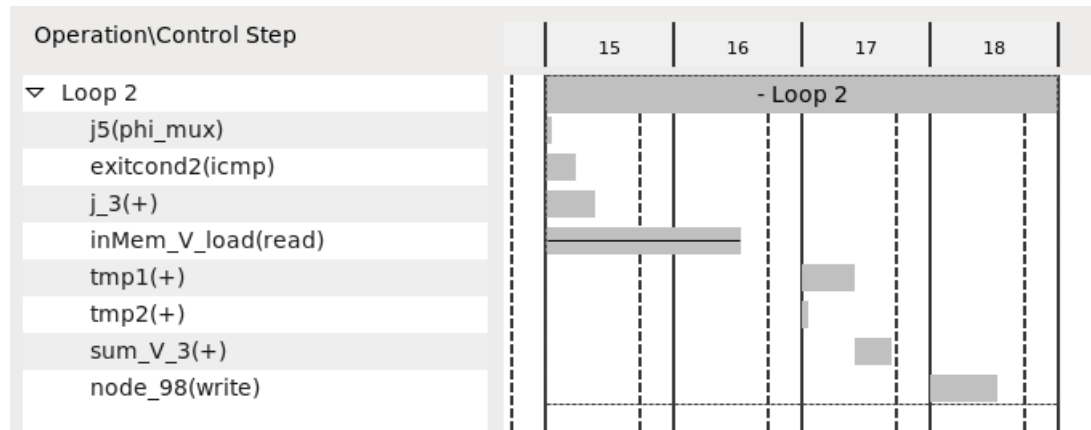 Operation\Control Step 15 16 17 18
Loop 2 - Loop 2
j5(phi_mux)
exitcond2(icmp)
j_3(+)
inMem_V_load(read)
tmp1(+)
tmp2(+)
sum_V_3(+)
node_98(write)